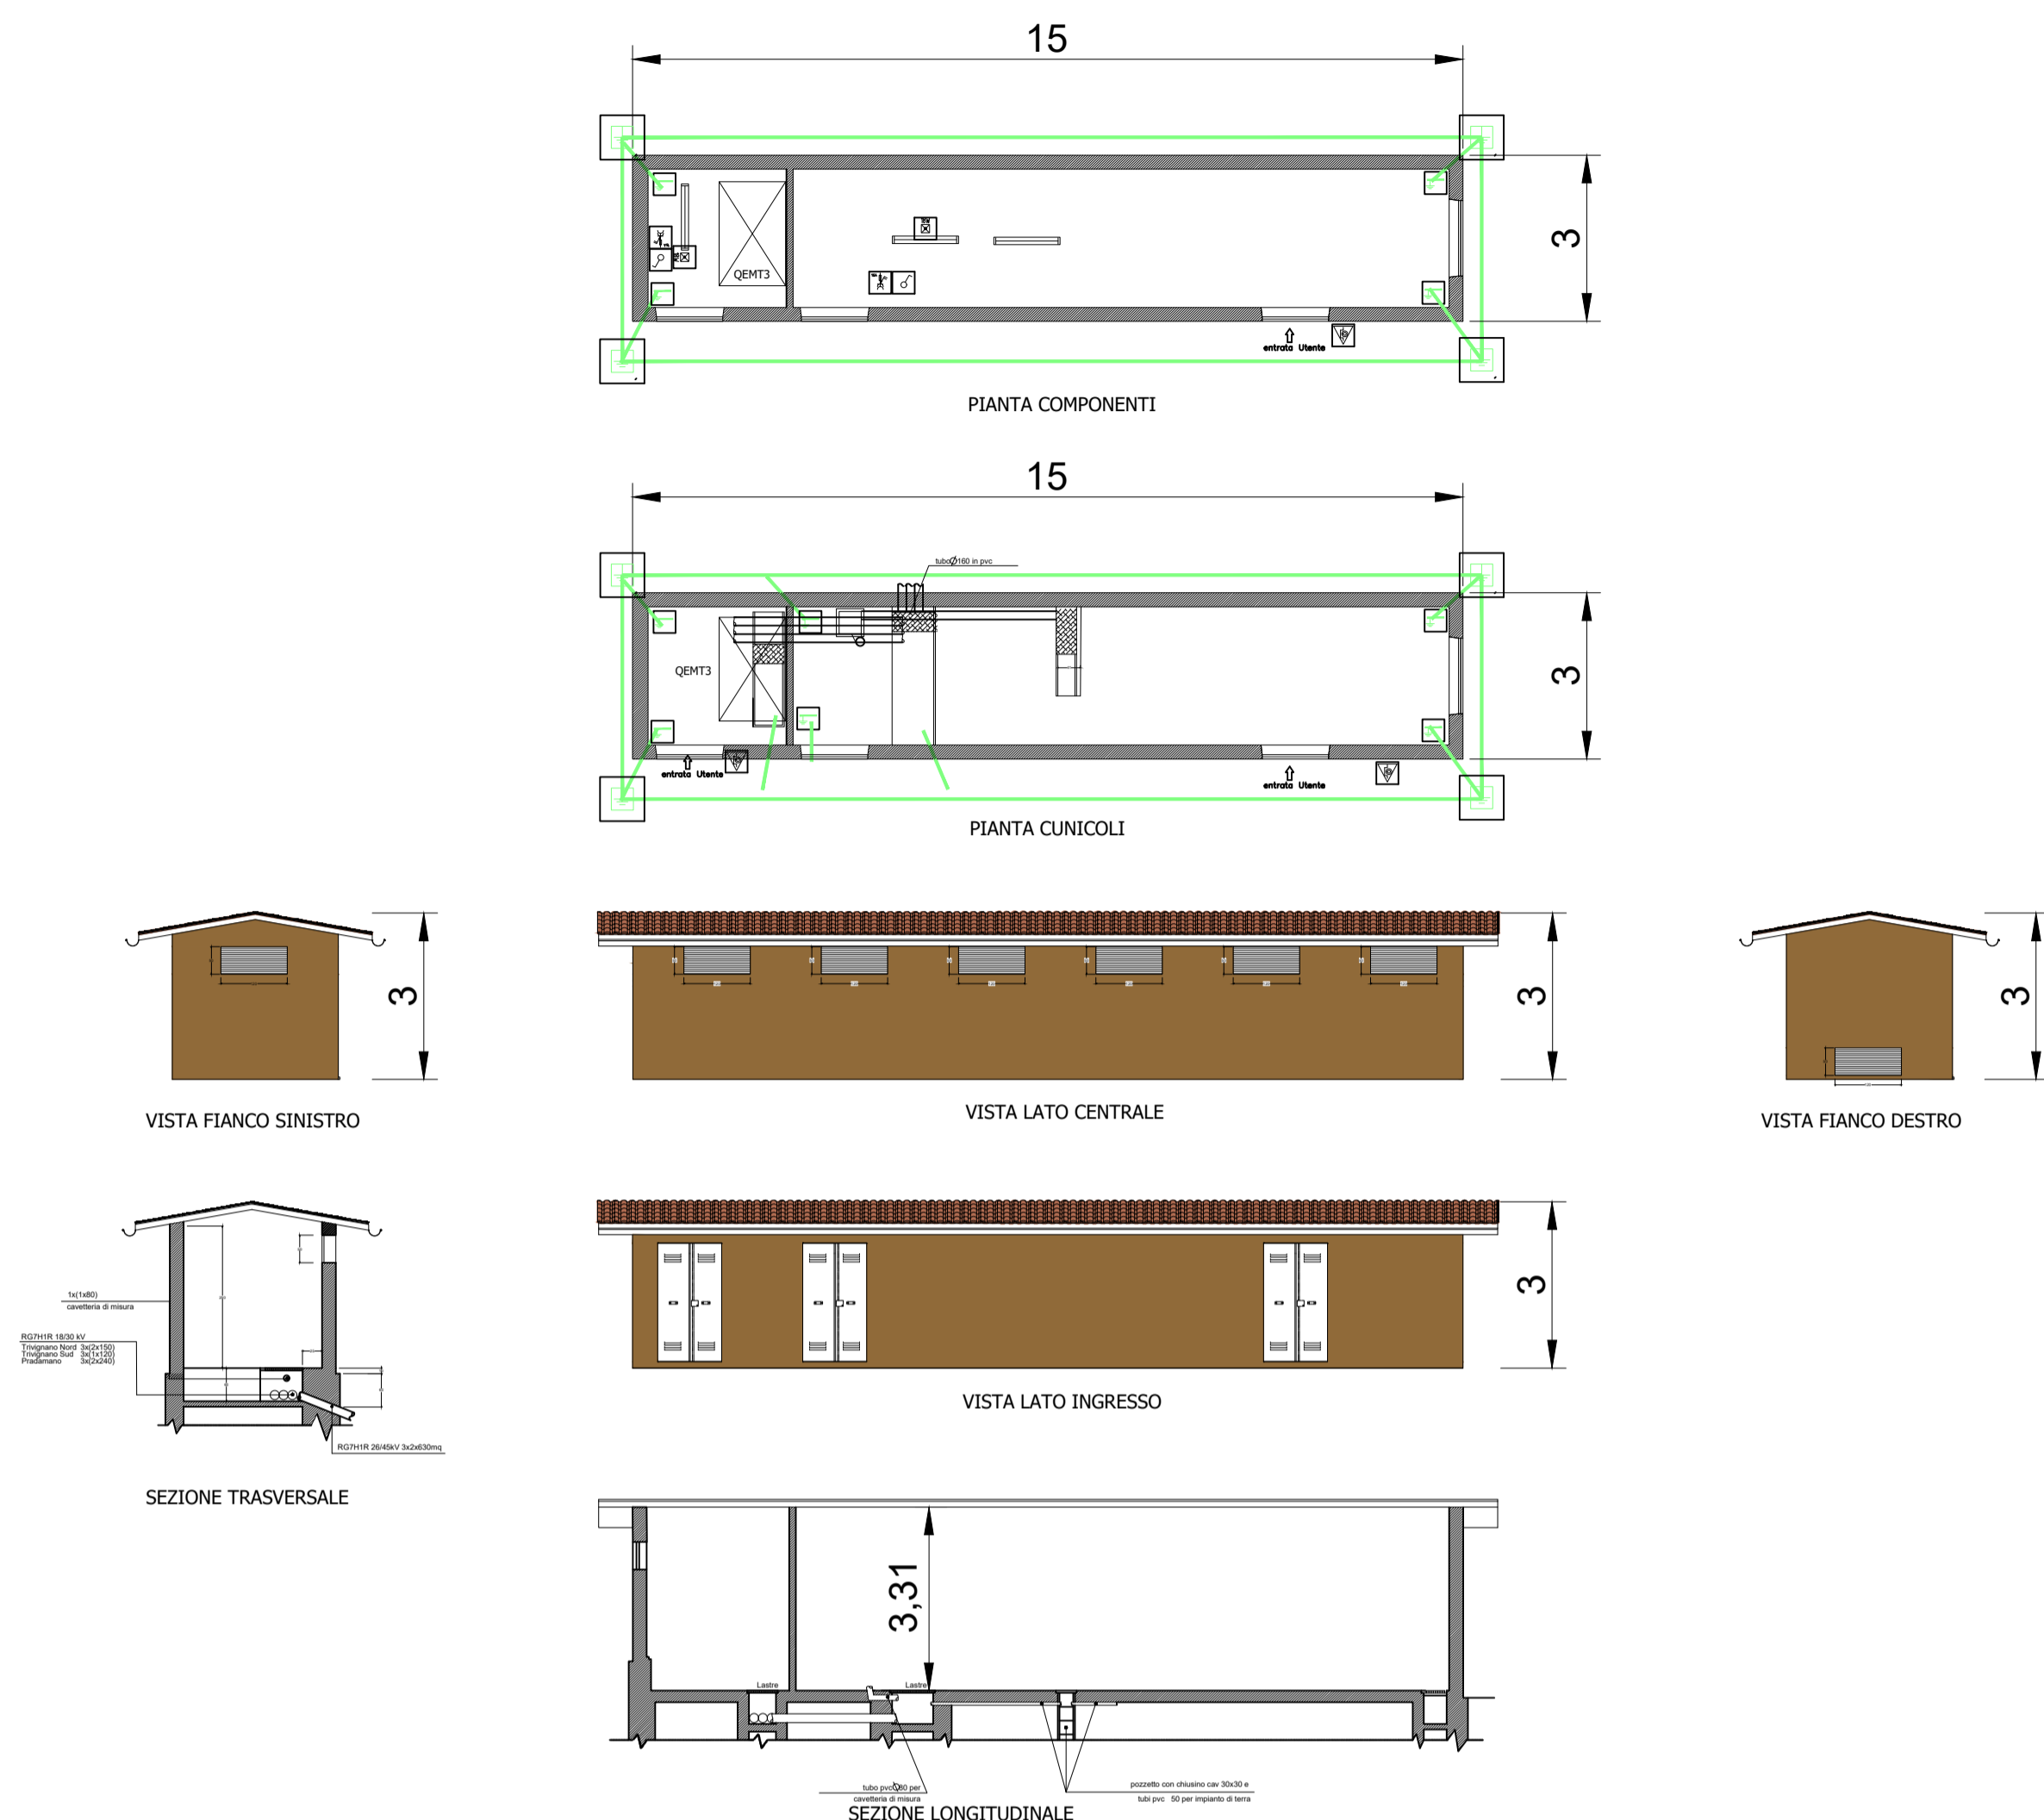 15
3
QEMT3
entrata Utente
PIANTA COMPONENTI
15
tuboØ160 in pvc
3
QEMT3
entrata Utente
entrata Utente
PIANTA CUNICOLI
3
3
3
VISTA FIANCO SINISTRO
VISTA LATO CENTRALE
VISTA FIANCO DESTRO
3
1x(1x80)
cavetteria di misura
RG7H1R 18/30 kV
Trivignano Nord 3x(2x150)
Trivignano Sud 3x(1x120)
Pradamano 3x(2x240)
RG7H1R 26/45kV 3x2x630mq
VISTA LATO INGRESSO
SEZIONE TRASVERSALE
3,31
Lastre
Lastre
tubo pvcØ80 per
cavetteria di misura
pozzetto con chiusino cav 30x30 e
tubi pvc 50 per impianto di terra
SEZIONE LONGITUDINALE